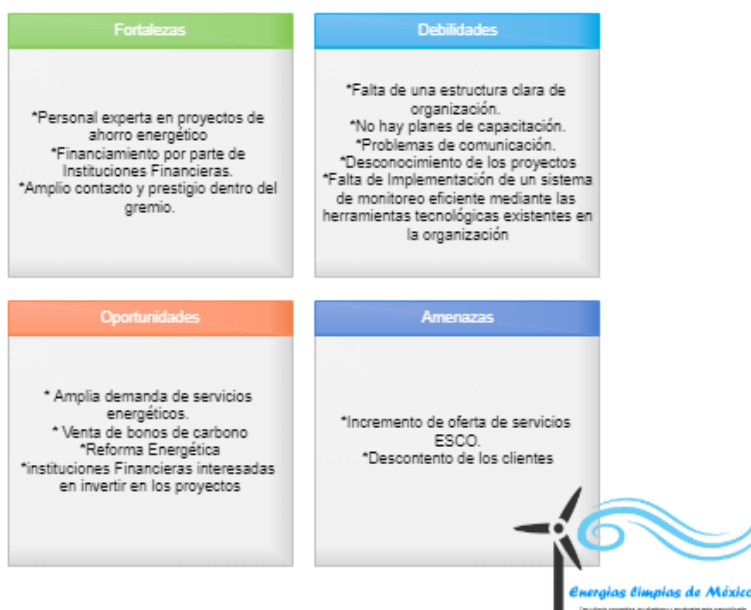 Fortalezas
*Personal experta en proyectos de
ahorro energético
*Financiamiento por parte de
Instituciones Financieras.
*Amplio contacto y prestigio dentro del
gremio.
Debilidades
*Falta de una estructura clara de
organización.
*No hay planes de capacitación.
*Problemas de comunicación.
*Desconocimiento de los proyectos
*Falta de Implementación de un sistema
de monitoreo eficiente mediante las
herramientas tecnológicas existentes en
la organización
Oportunidades
* Amplia demanda de servicios
energéticos.
* Venta de bonos de carbono
*Reforma Energética
*instituciones Financieras interesadas
en invertir en los proyectos
Amenazas
*Incremento de oferta de servicios
ESCO.
*Descontento de los clientes
Energías limpias de México